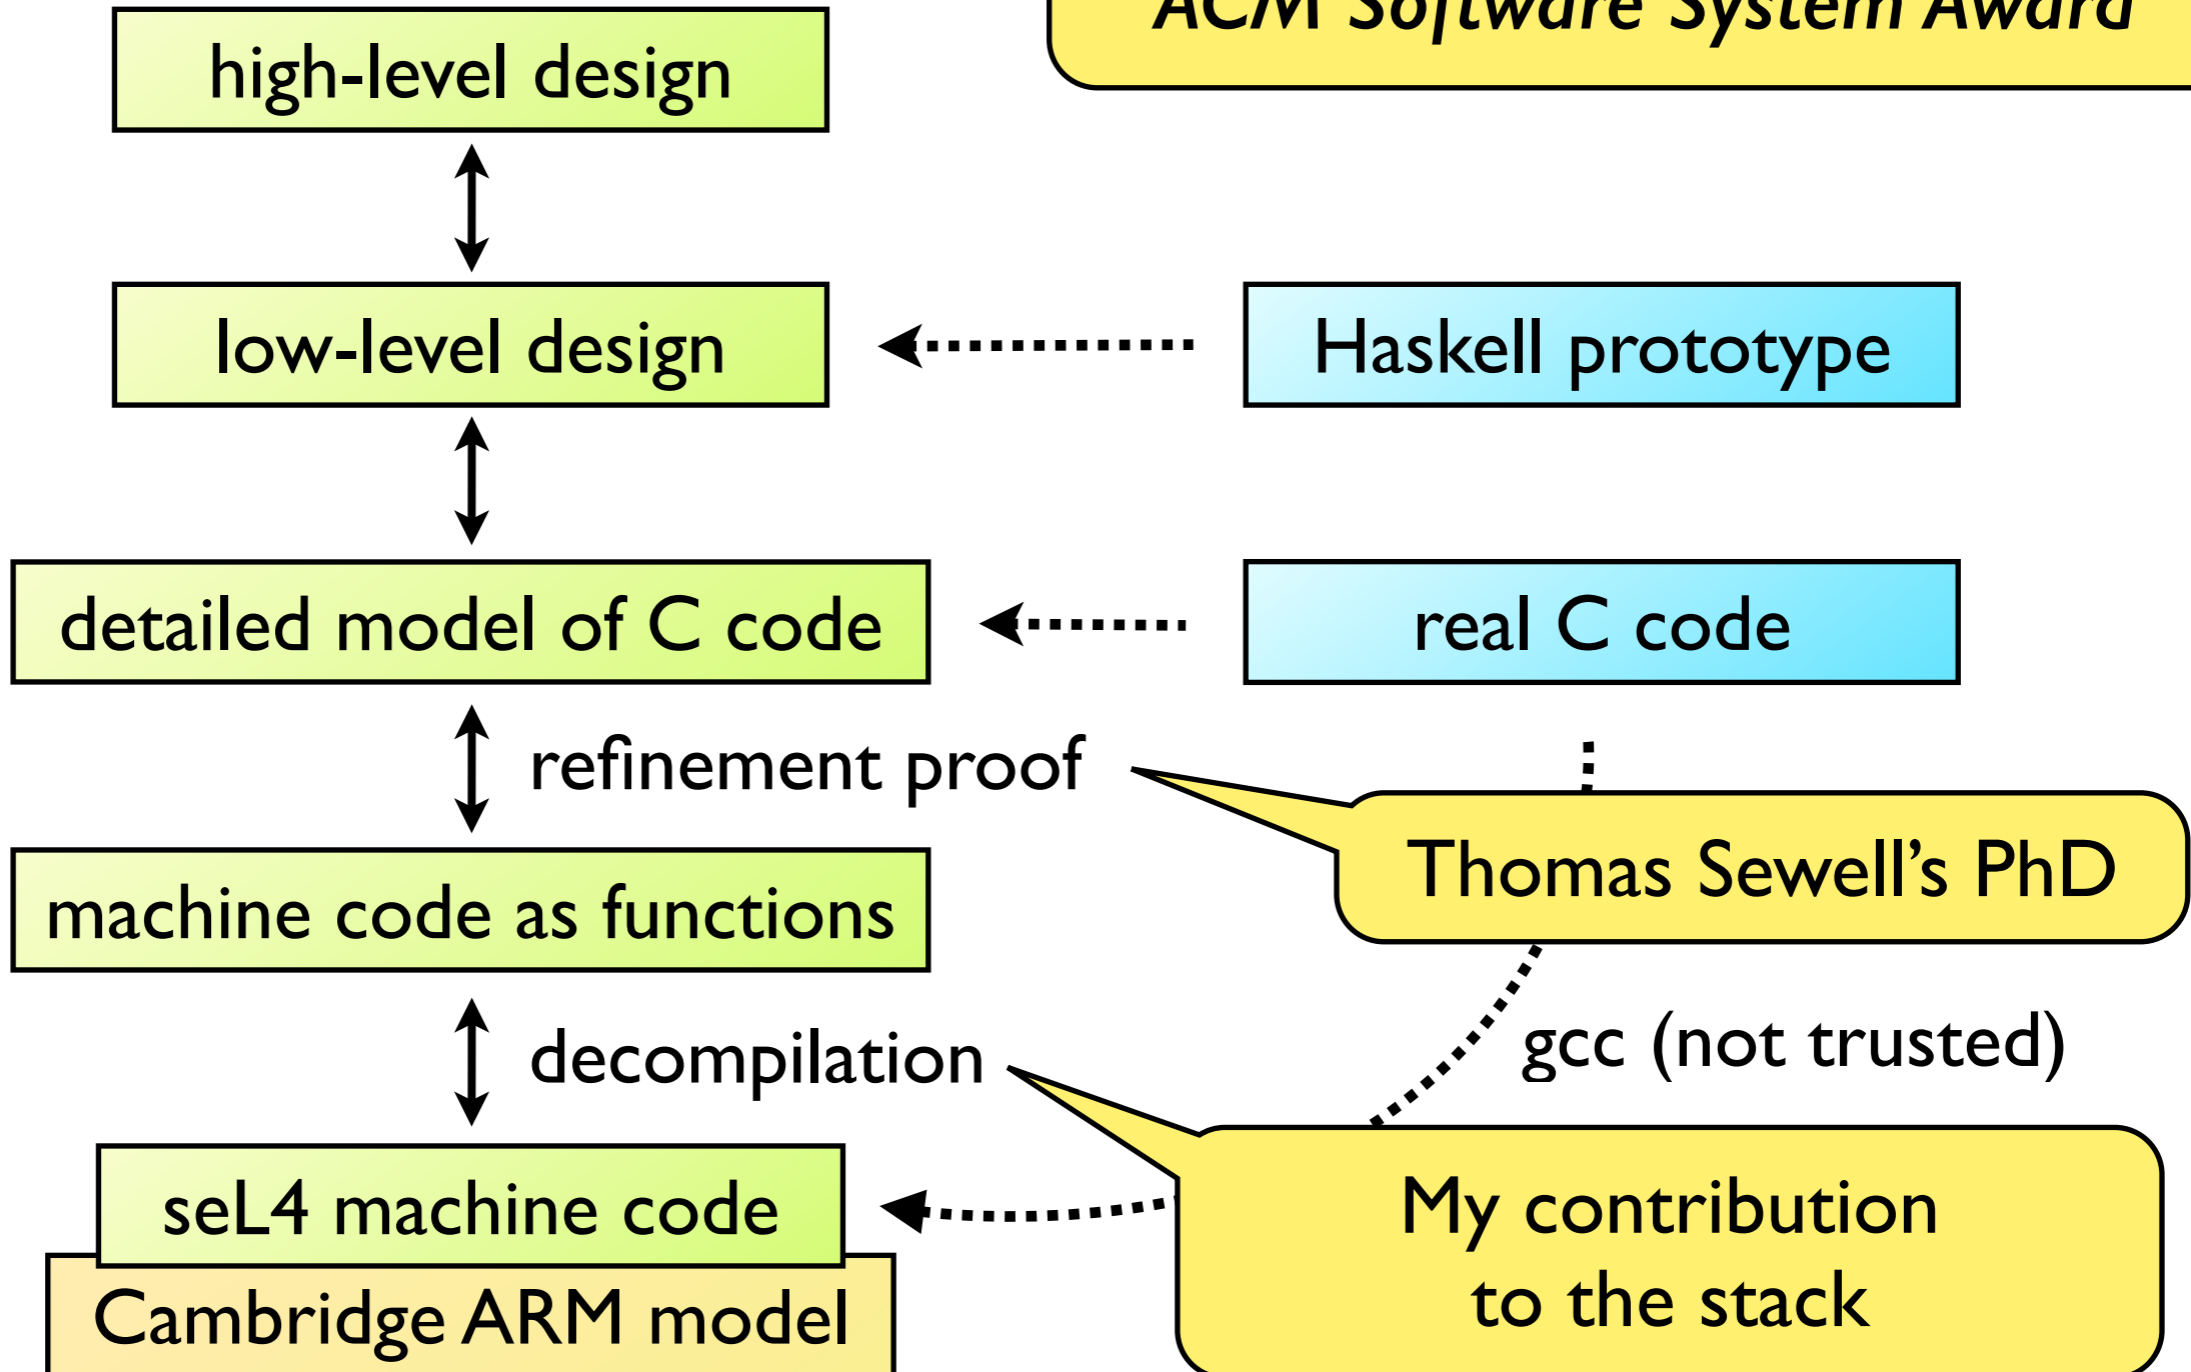 ACM Software System Award
high-level design
low-level design
Haskell prototype
detailed model of C code
real C code
refinement proof
Thomas Sewell’s PhD
machine code as functions
gcc (not trusted)
decompilation
My contribution
to the stack
seL4 machine code
Cambridge ARM model